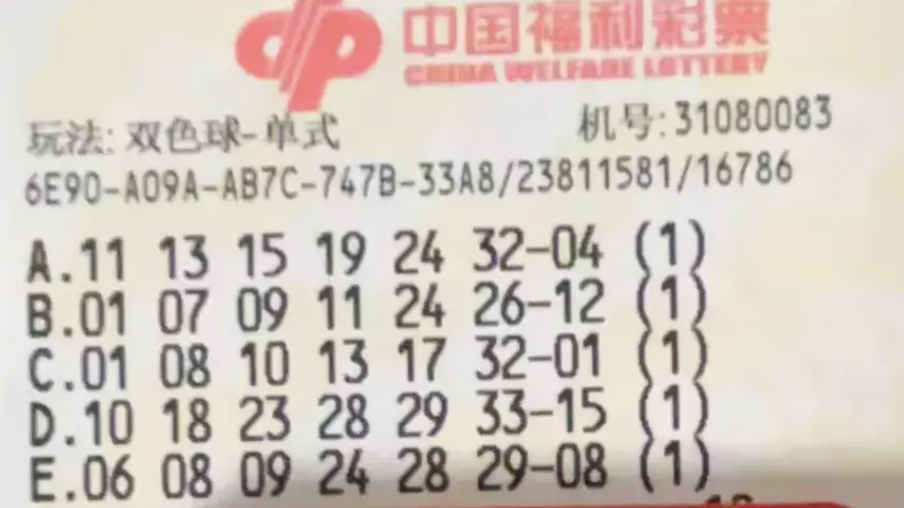 中国福利彩票
CHINA WELFARE LOTTERY
玩法: 双色球-单式 机号:31080083
6E90-A09A-AB7C-747B-33A8/23811581/16786
A.11 13 15 19 24 32-04 (1)
B.01 07 09 11 24 26-12 (1)
C.01 08 10 13 17 32-01 (1)
D.10 18 23 28 29 33-15 (1)
E.06 08 09 24 28 29-08 (1)